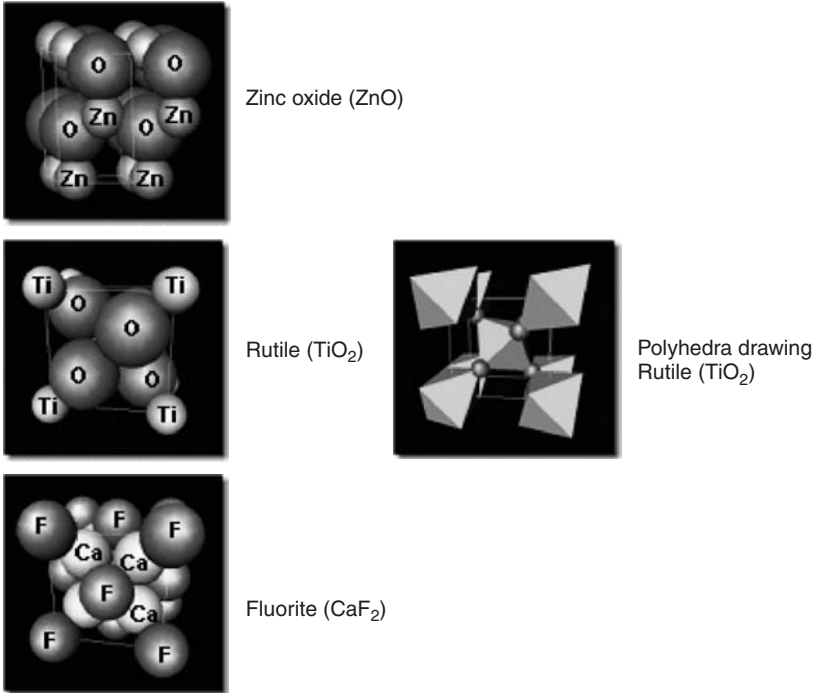 O O
Zn Zn
O O
Zn Zn
Zinc oxide (ZnO)
Ti Ti
O
O
O O
Ti Ti
Rutile (TiO₂)
Polyhedra drawing
Rutile (TiO₂)
F F F
Ca Ca
F
Ca
F F
Fluorite (CaF₂)